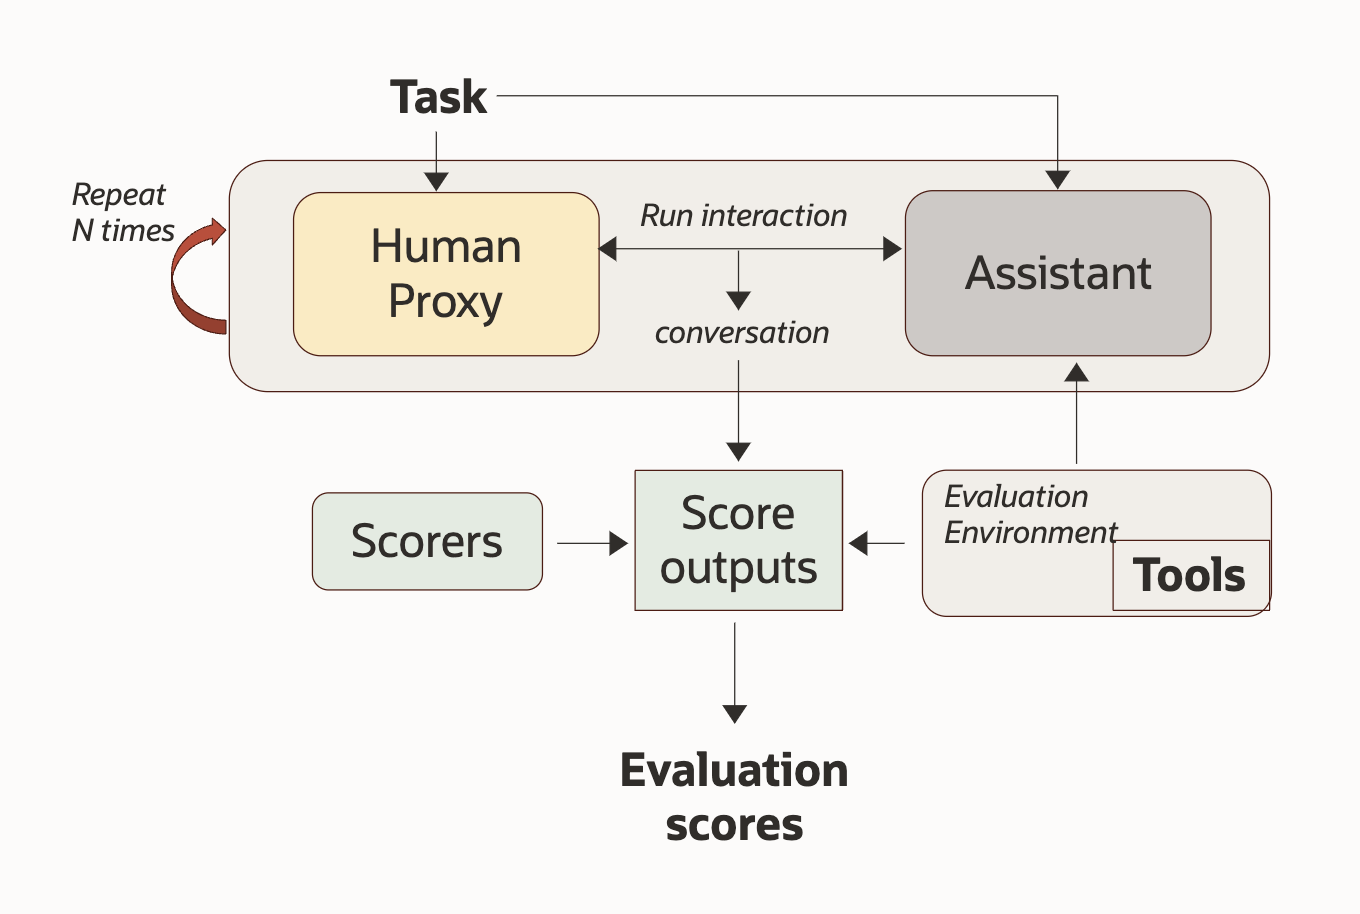 Task
Repeat
N times
Human
Proxy
Run interaction
conversation
Assistant
Scorers
Score
outputs
Evaluation
Environment
Tools
Evaluation
scores